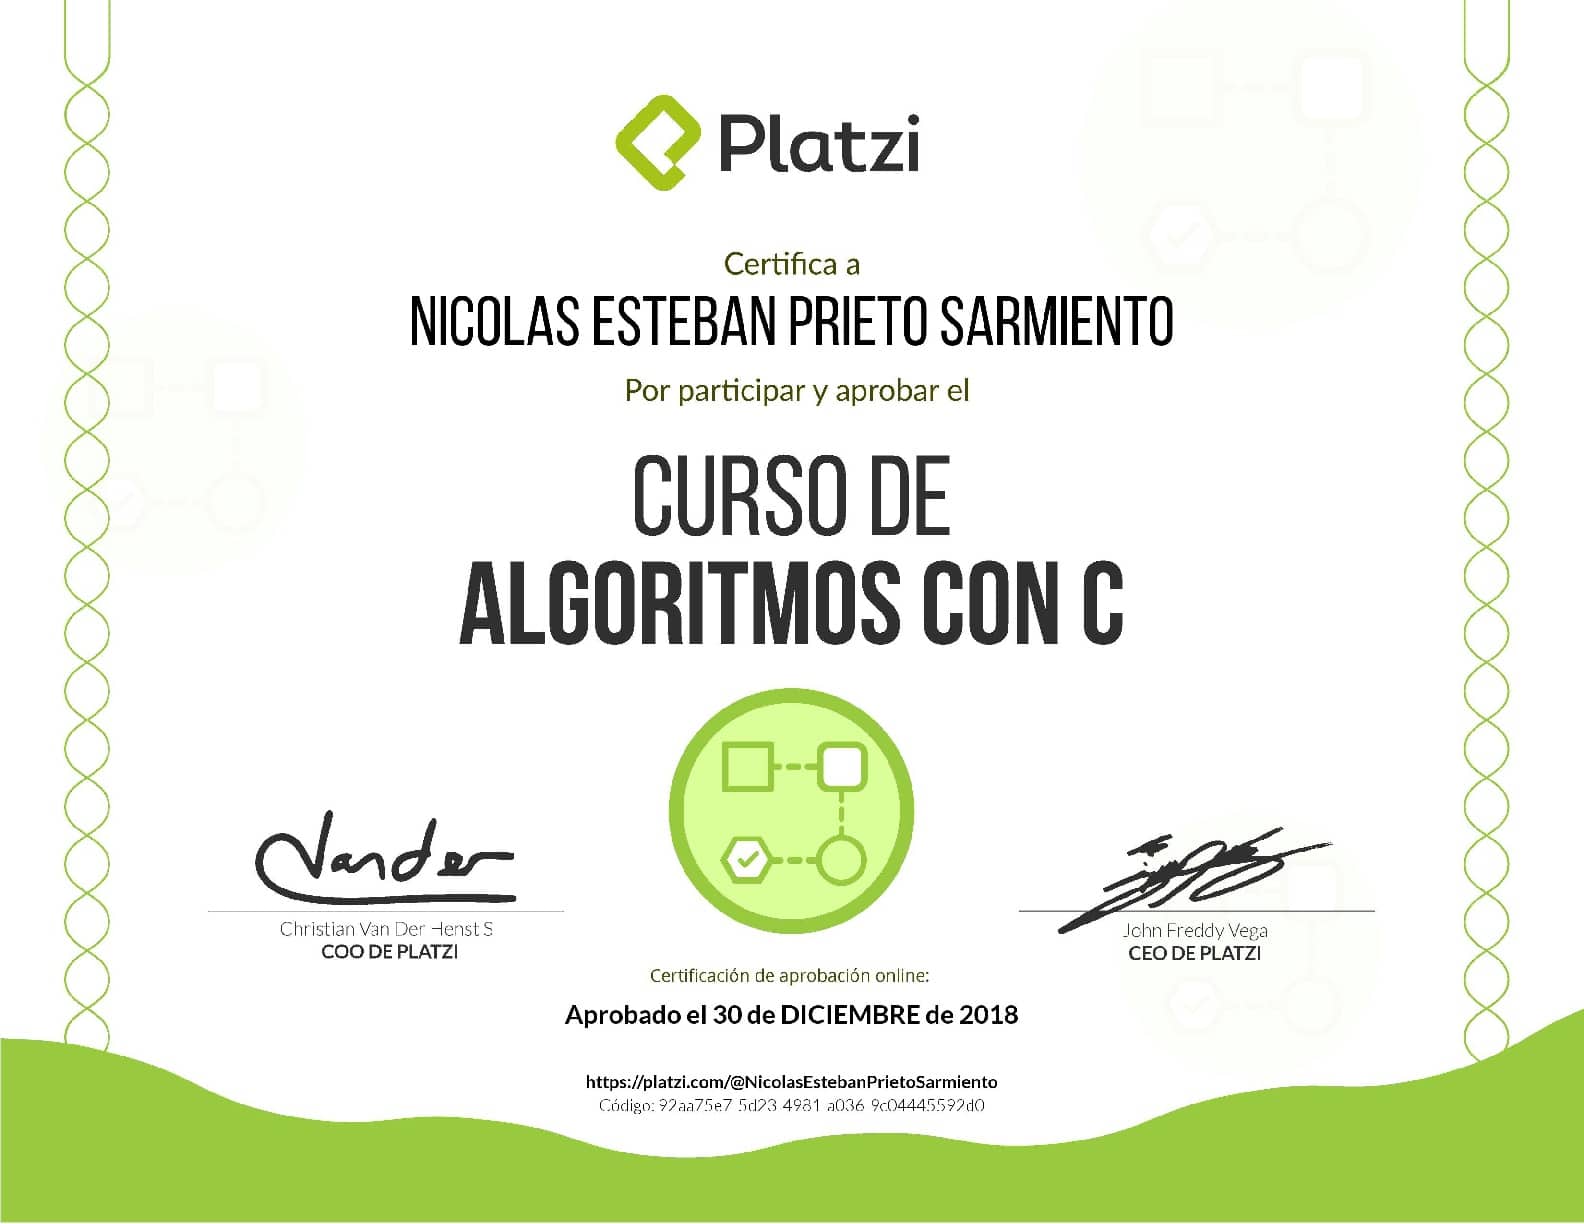 Platzi
Certifica a
NICOLAS ESTEBAN PRIETO SARMIENTO
Por participar y aprobar el
CURSO DE
ALGORITMOS CON C
Vander
Christian Van Der Henst S
COO DE PLATZI
John Freddy Vega
CEO DE PLATZI
Certificación de aprobación online:
Aprobado el 30 de DICIEMBRE de 2018
https://platzi.com/@NicolasEstebanPrietoSarmiento
Código: 92aa75e7-5d23-4981-a036-9c04445592d0